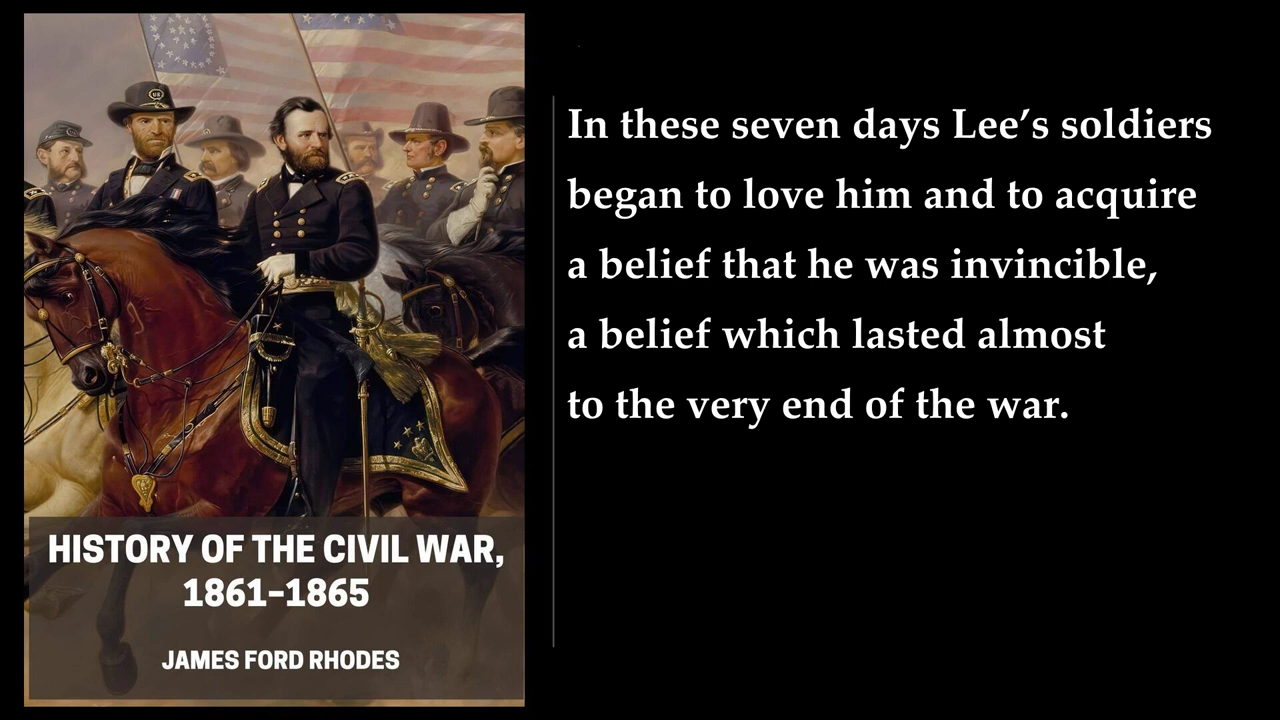 In these seven days Lee’s soldiers
began to love him and to acquire
a belief that he was invincible,
a belief which lasted almost
to the very end of the war.
HISTORY OF THE CIVIL WAR,
1861–1865
JAMES FORD RHODES